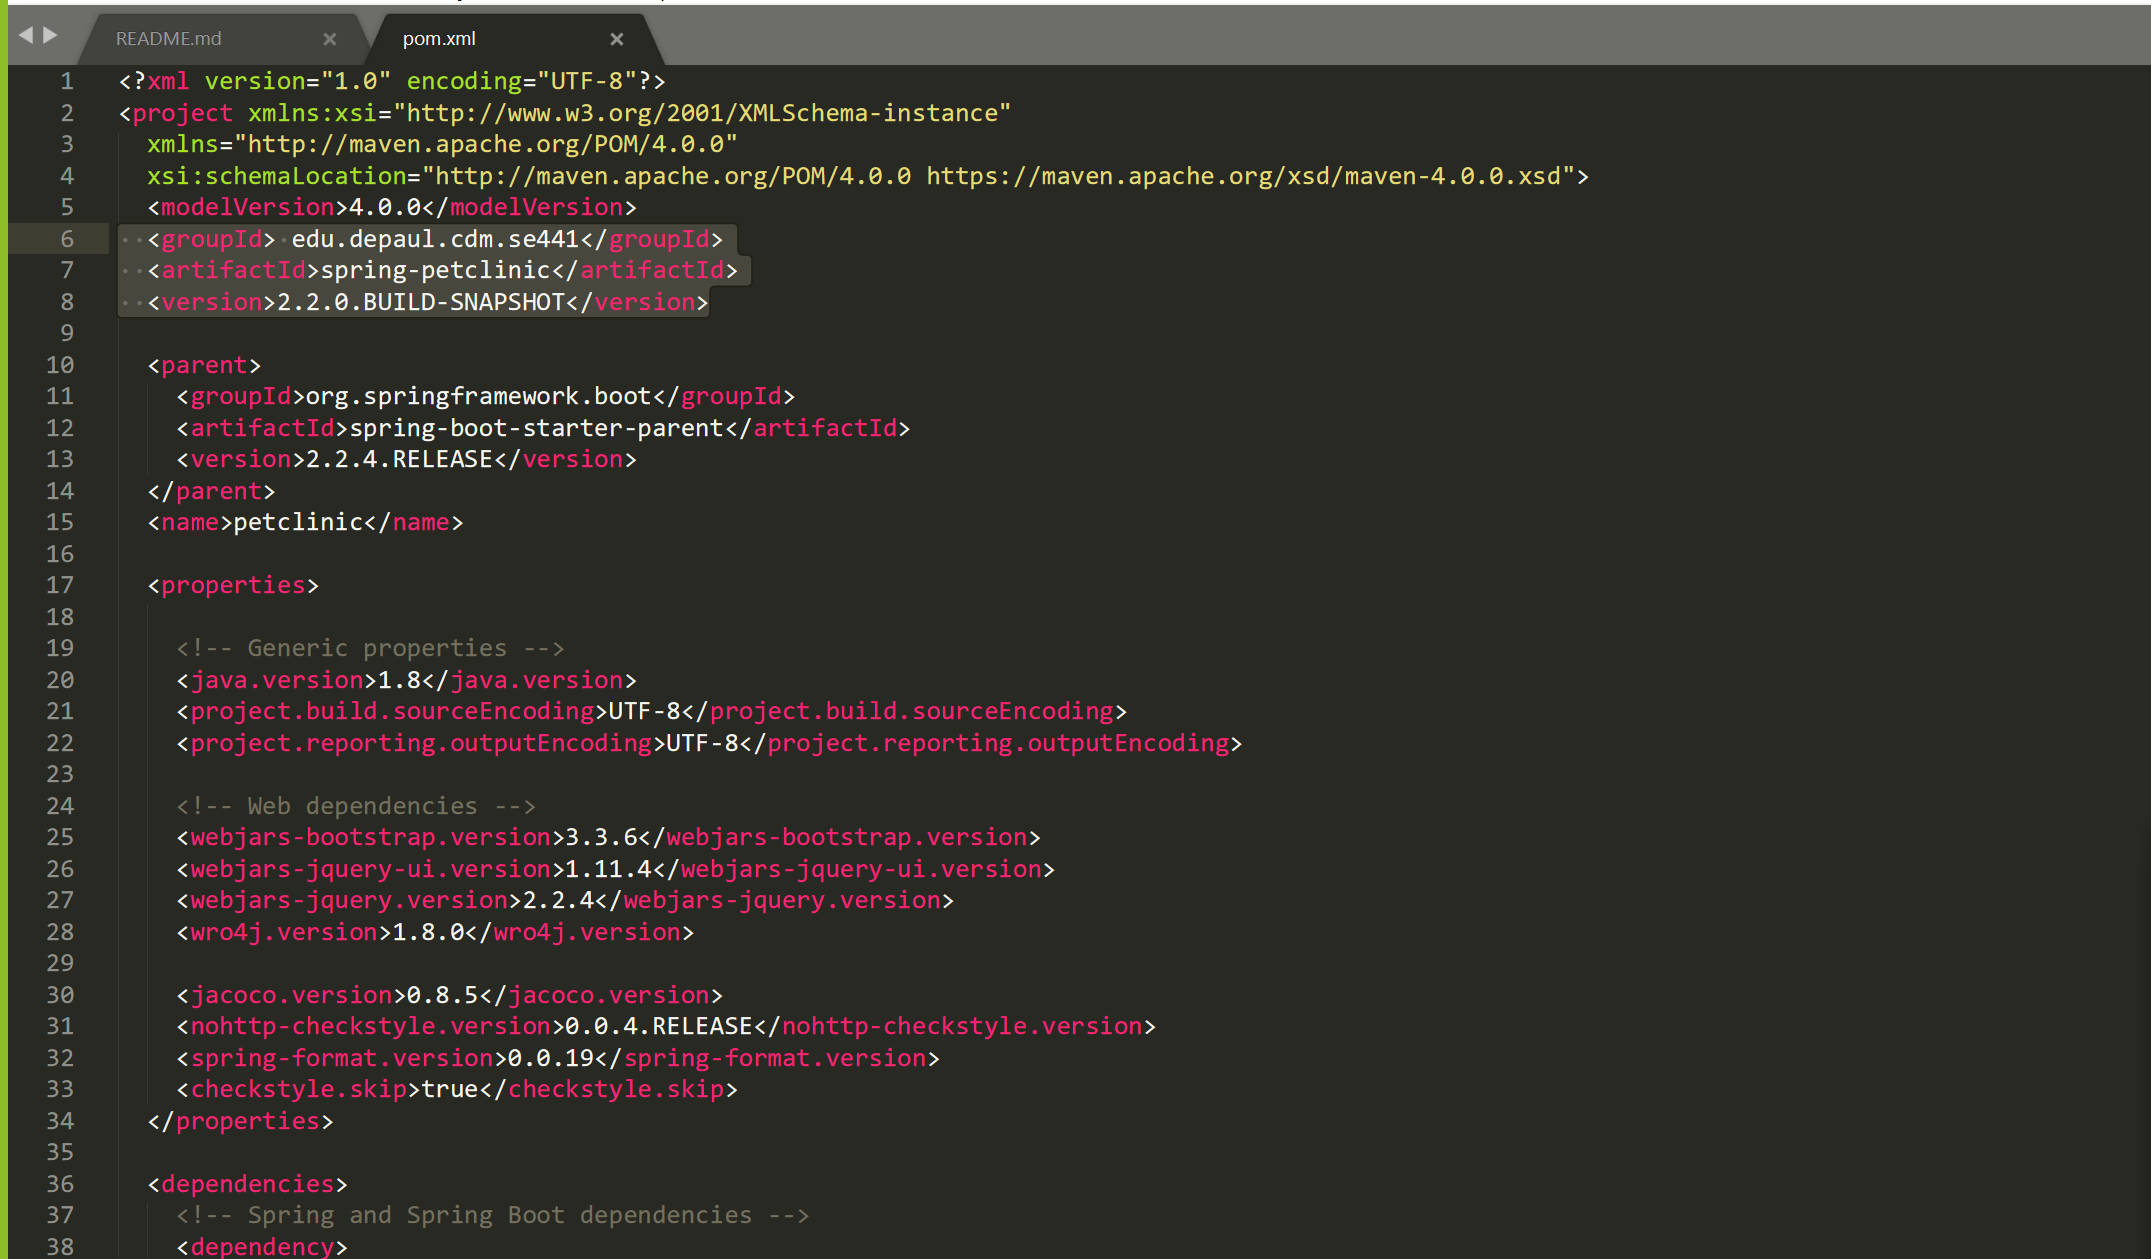 README.md × pom.xml ×
1 <?xml version="1.0" encoding="UTF-8"?>
2 <project xmlns:xsi="http://www.w3.org/2001/XMLSchema-instance"
3 xmlns="http://maven.apache.org/POM/4.0.0"
4 xsi:schemaLocation="http://maven.apache.org/POM/4.0.0 https://maven.apache.org/xsd/maven-4.0.0.xsd">
5 <modelVersion>4.0.0</modelVersion>
6 <groupId> edu.depaul.cdm.se441</groupId>
7 <artifactId>spring-petclinic</artifactId>
8 <version>2.2.0.BUILD-SNAPSHOT</version>
9
10 <parent>
11 <groupId>org.springframework.boot</groupId>
12 <artifactId>spring-boot-starter-parent</artifactId>
13 <version>2.2.4.RELEASE</version>
14 </parent>
15 <name>petclinic</name>
16
17 <properties>
18
19 <!-- Generic properties -->
20 <java.version>1.8</java.version>
21 <project.build.sourceEncoding>UTF-8</project.build.sourceEncoding>
22 <project.reporting.outputEncoding>UTF-8</project.reporting.outputEncoding>
23
24 <!-- Web dependencies -->
25 <webjars-bootstrap.version>3.3.6</webjars-bootstrap.version>
26 <webjars-jquery-ui.version>1.11.4</webjars-jquery-ui.version>
27 <webjars-jquery.version>2.2.4</webjars-jquery.version>
28 <wro4j.version>1.8.0</wro4j.version>
29
30 <jacoco.version>0.8.5</jacoco.version>
31 <nohttp-checkstyle.version>0.0.4.RELEASE</nohttp-checkstyle.version>
32 <spring-format.version>0.0.19</spring-format.version>
33 <checkstyle.skip>true</checkstyle.skip>
34 </properties>
35
36 <dependencies>
37 <!-- Spring and Spring Boot dependencies -->
38 <dependency>